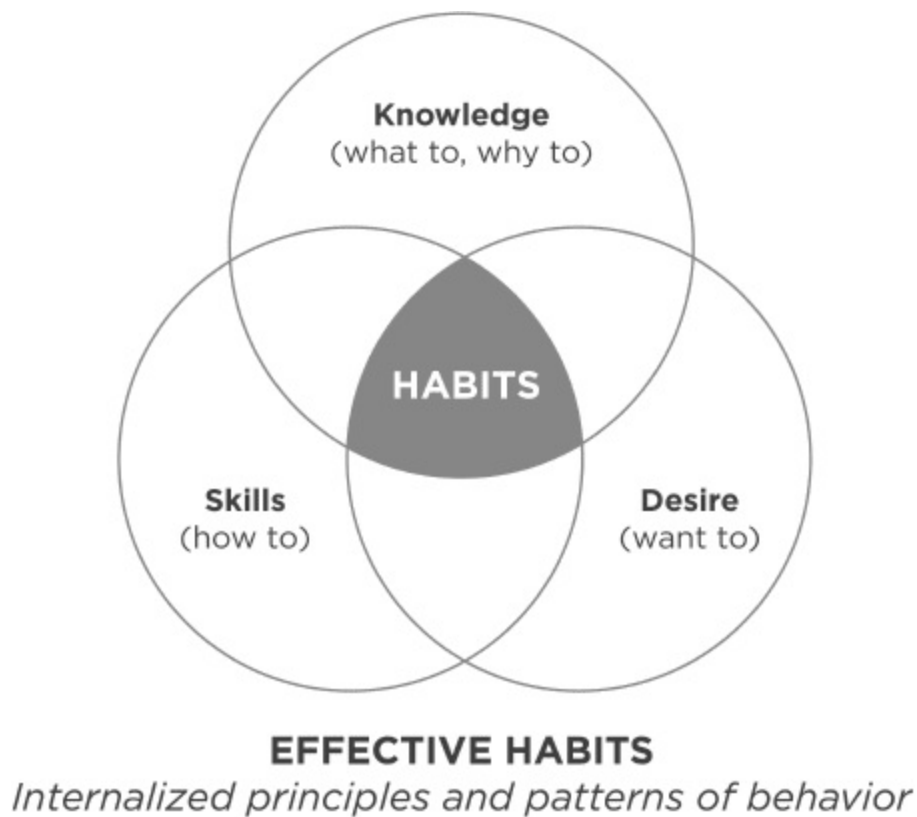 Knowledge
(what to, why to)
HABITS
Skills
(how to)
Desire
(want to)
EFFECTIVE HABITS
Internalized principles and patterns of behavior